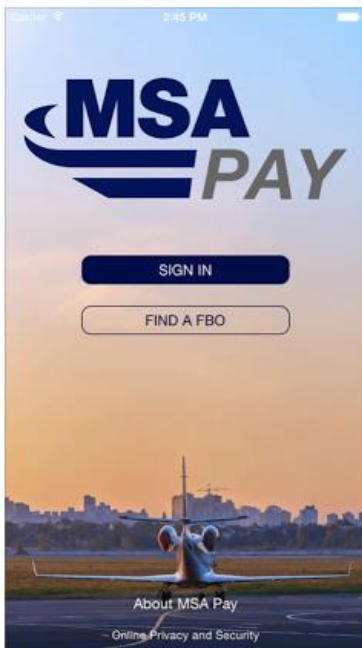 Carrier 2:45 PM
MSA
PAY
SIGN IN
FIND A FBO
About MSA Pay
Online Privacy and Security